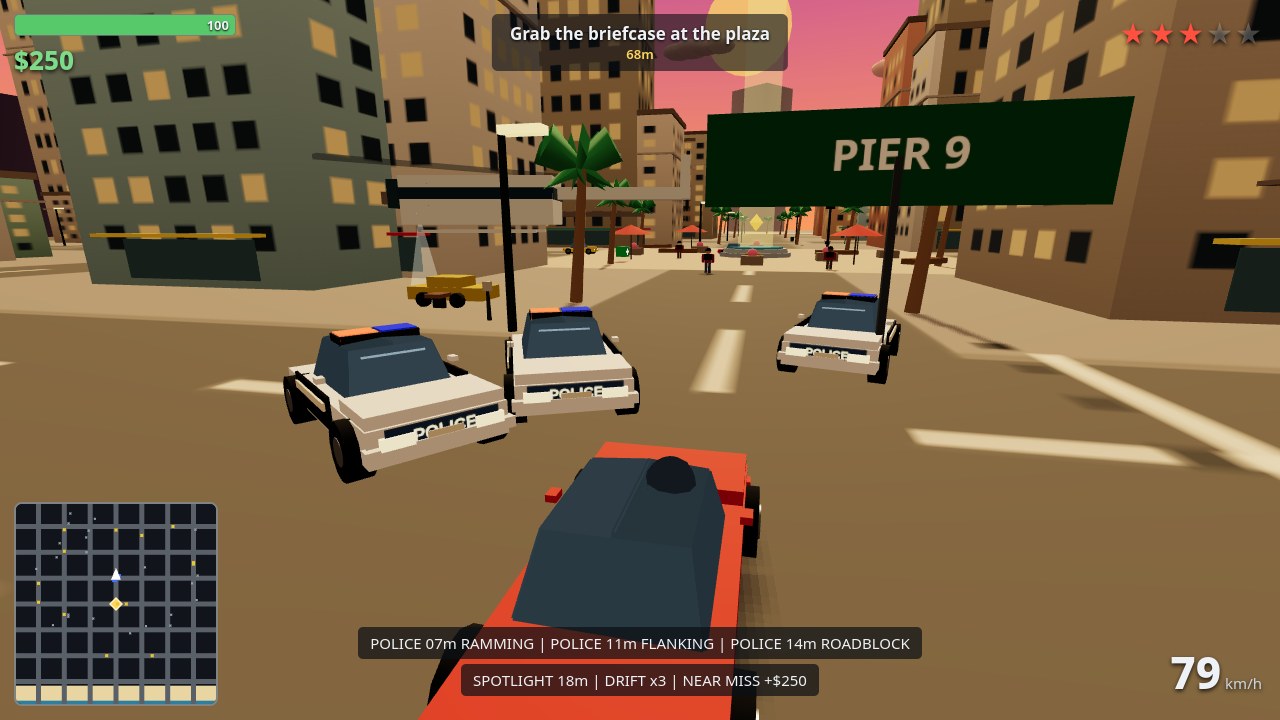 100
$250
Grab the briefcase at the plaza
68m
PIER 9
POLICE
POLICE
POLICE
POLICE 07m RAMMING | POLICE 11m FLANKING | POLICE 14m ROADBLOCK
SPOTLIGHT 18m | DRIFT x3 | NEAR MISS +$250
79 km/h